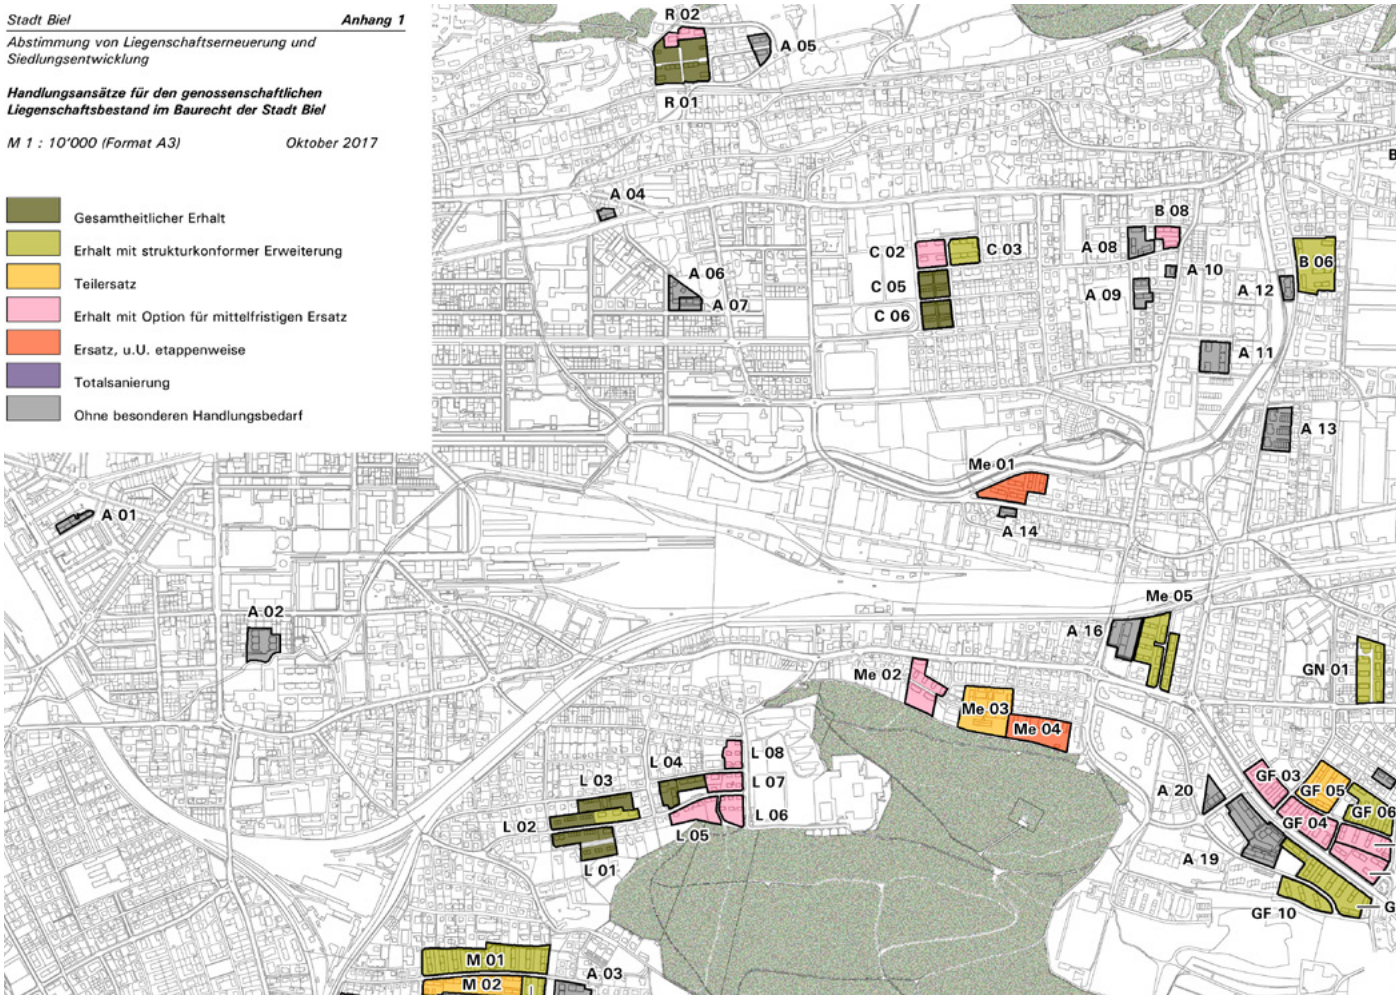 Stadt Biel Anhang 1
Abstimmung von Liegenschaftserneuerung und
Siedlungsentwicklung
Handlungsansätze für den genossenschaftlichen
Liegenschaftsbestand im Baurecht der Stadt Biel
M 1 : 10'000 (Format A3) Oktober 2017
Gesamtheitlicher Erhalt
Erhalt mit strukturkonformer Erweiterung
Teilersatz
Erhalt mit Option für mittelfristigen Ersatz
Ersatz, u.U. etappenweise
Totalsanierung
Ohne besonderen Handlungsbedarf
R 02
A 05
R 01
B
A 04
B 08
C 02
C 03
A 08
A 06
A 10
B 06
C 05
A 12
A 07
A 09
C 06
A 11
A 13
Me 01
A 01
A 14
Me 05
A 02
A 16
Me 02
GN 01
Me 03
Me 04
L 08
L 04
GF 03
L 03
L 07
GF 05
A 20
GF 06
L 06
GF 04
L 02
L 05
A 19
L 01
G
GF 10
M 01
A 03
M 02